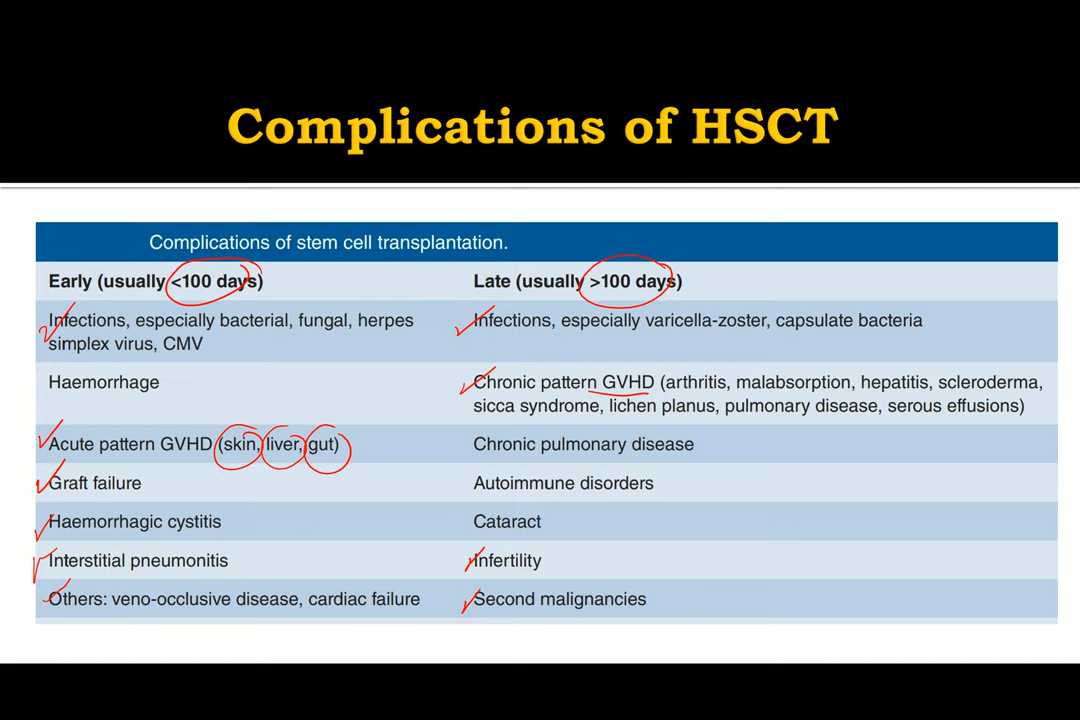 Complications of HSCT
Complications of stem cell transplantation.
Early (usually <100 days)
Late (usually >100 days)
Infections, especially bacterial, fungal, herpes
simplex virus, CMV
Infections, especially varicella-zoster, capsulate bacteria
Haemorrhage
Chronic pattern GVHD (arthritis, malabsorption, hepatitis, scleroderma,
sicca syndrome, lichen planus, pulmonary disease, serous effusions)
Acute pattern GVHD (skin, liver, gut)
Chronic pulmonary disease
Graft failure
Autoimmune disorders
Haemorrhagic cystitis
Cataract
Interstitial pneumonitis
Infertility
Others: veno-occlusive disease, cardiac failure
Second malignancies